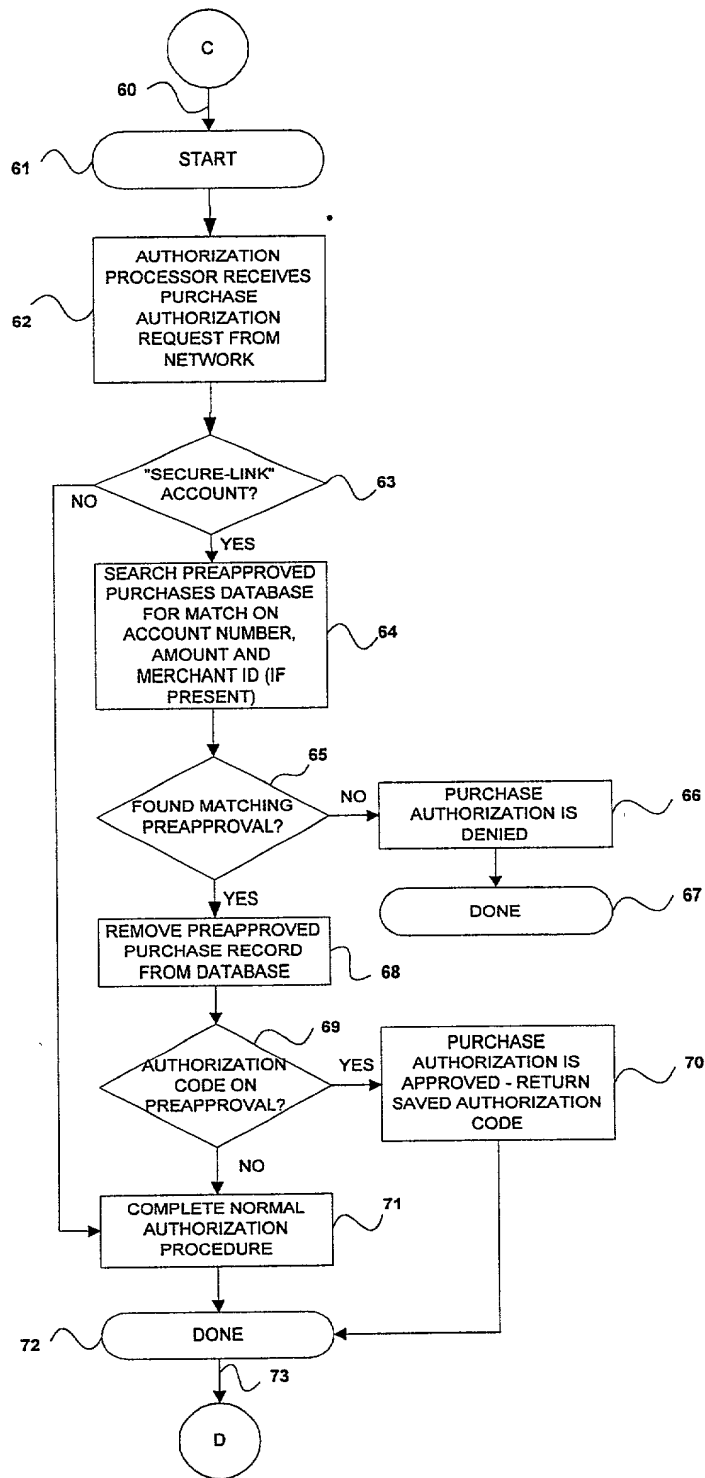 C
60
START
61
AUTHORIZATION
PROCESSOR RECEIVES
PURCHASE
AUTHORIZATION
REQUEST FROM
NETWORK
62
"SECURE-LINK"
ACCOUNT?
63
NO
YES
SEARCH PREAPPROVED
PURCHASES DATABASE
FOR MATCH ON
ACCOUNT NUMBER,
AMOUNT AND
MERCHANT ID (IF
PRESENT)
64
65
FOUND MATCHING
PREAPPROVAL?
NO
PURCHASE
AUTHORIZATION IS
DENIED
66
YES
DONE
67
REMOVE PREAPPROVED
PURCHASE RECORD
FROM DATABASE
68
69
AUTHORIZATION
CODE ON
PREAPPROVAL?
YES
PURCHASE
AUTHORIZATION IS
APPROVED - RETURN
SAVED AUTHORIZATION
CODE
70
NO
COMPLETE NORMAL
AUTHORIZATION
PROCEDURE
71
DONE
72
73
D